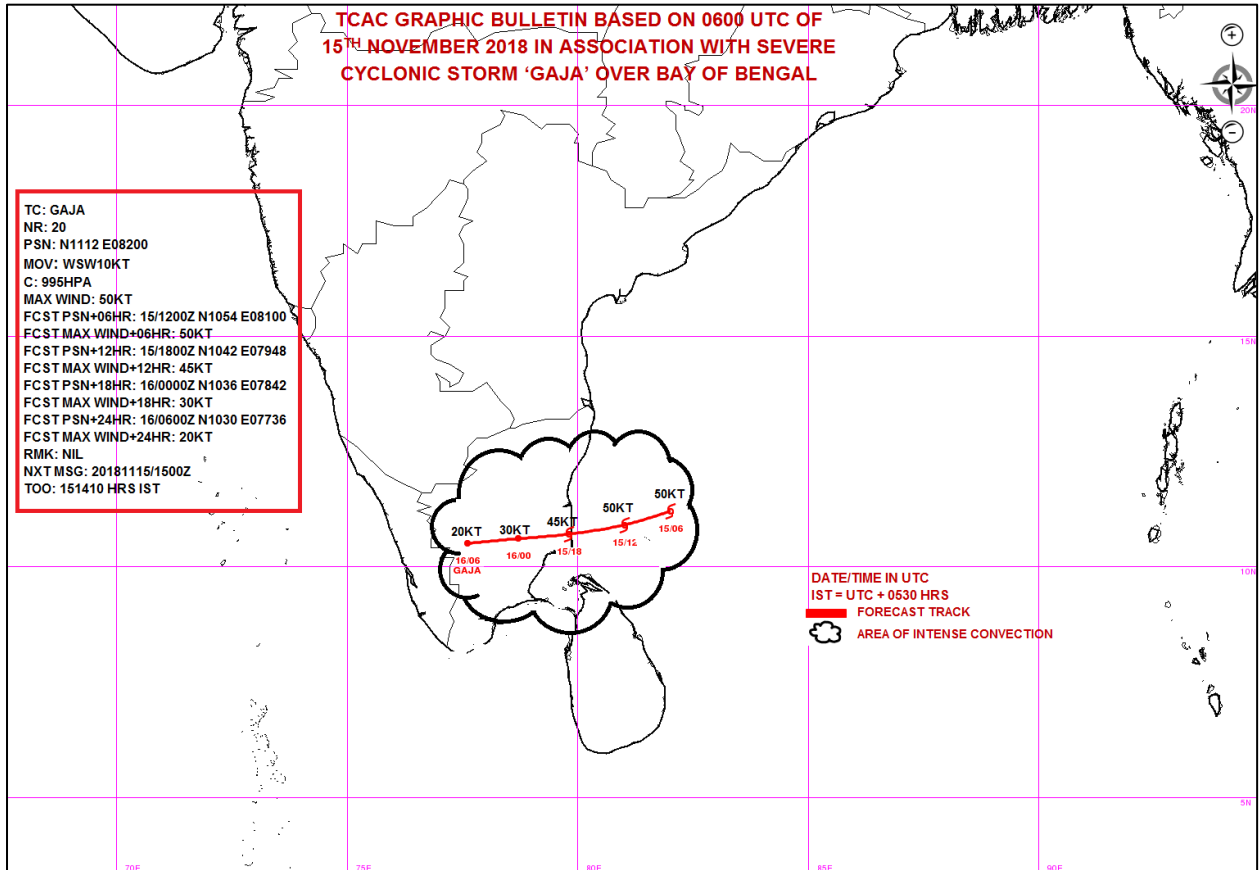 TCAC GRAPHIC BULLETIN BASED ON 0600 UTC OF
15TH NOVEMBER 2018 IN ASSOCIATION WITH SEVERE
CYCLONIC STORM ‘GAJA’ OVER BAY OF BENGAL
+
−
20N
TC: GAJA
NR: 20
PSN: N1112 E08200
MOV: WSW10KT
C: 995HPA
MAX WIND: 50KT
FCST PSN+06HR: 15/1200Z N1054 E08100
FCST MAX WIND+06HR: 50KT
FCST PSN+12HR: 15/1800Z N1042 E07948
FCST MAX WIND+12HR: 45KT
FCST PSN+18HR: 16/0000Z N1036 E07842
FCST MAX WIND+18HR: 30KT
FCST PSN+24HR: 16/0600Z N1030 E07736
FCST MAX WIND+24HR: 20KT
RMK: NIL
NXT MSG: 20181115/1500Z
TOO: 151410 HRS IST
15N
20KT 30KT 45KT 50KT 50KT
16/06 16/00 15/18 15/12 15/06
GAJA
10N
DATE/TIME IN UTC
IST = UTC + 0530 HRS
FORECAST TRACK
AREA OF INTENSE CONVECTION
5N
70E 75E 80E 85E 90E